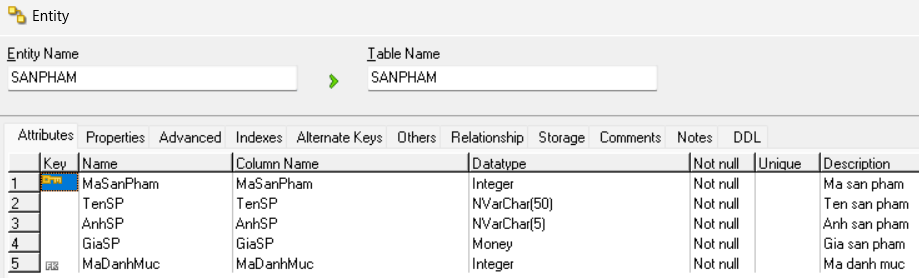 Entity
Entity Name Table Name
SANPHAM SANPHAM
Attributes Properties Advanced Indexes Alternate Keys Others Relationship Storage Comments Notes DDL
Key Name Column Name Datatype Not null Unique Description
1 MaSanPham MaSanPham Integer Not null Ma san pham
2 TenSP TenSP NVarChar(50) Not null Ten san pham
3 AnhSP AnhSP NVarChar(5) Not null Anh san pham
4 GiaSP GiaSP Money Not null Gia san pham
5 FK MaDanhMuc MaDanhMuc Integer Not null Ma danh muc